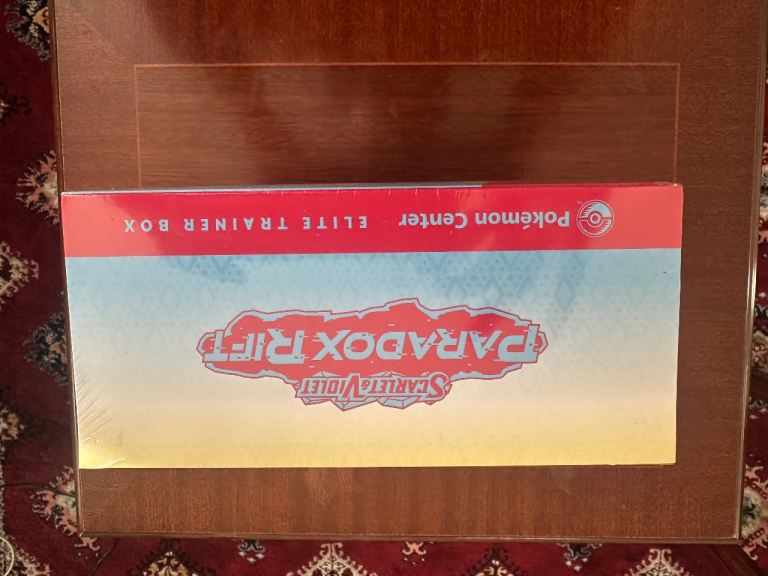 SCARLET & VIOLET
PARADOX RIFT
Pokémon Center ELITE TRAINER BOX